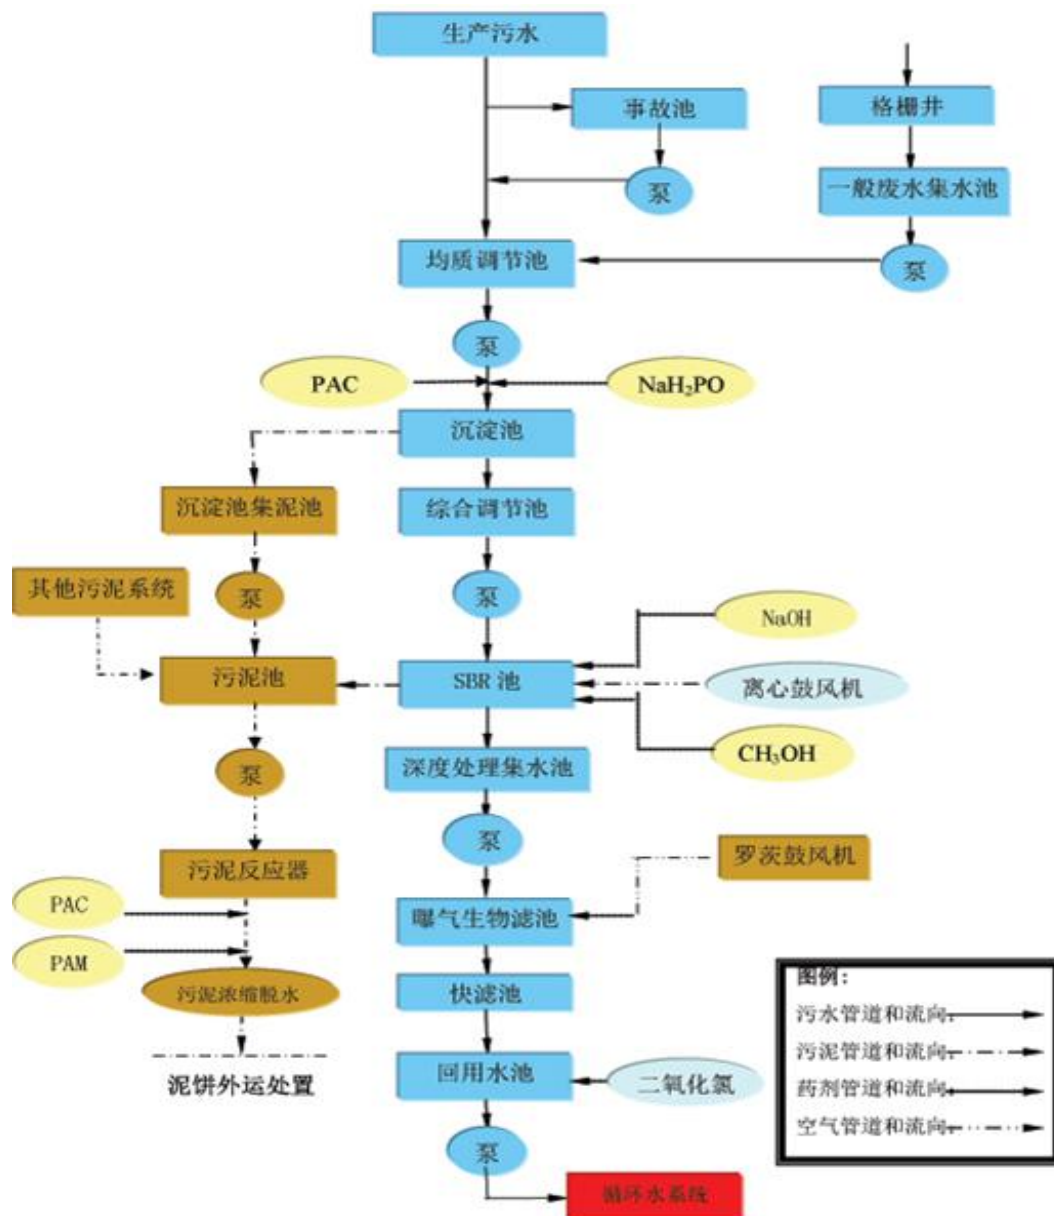 生产污水
事故池
格栅井
泵
一般废水集水池
均质调节池
泵
泵
PAC
NaH₂PO
沉淀池
沉淀池集泥池
综合调节池
其他污泥系统
泵
泵
NaOH
污泥池
SBR 池
离心鼓风机
CH₃OH
泵
深度处理集水池
泵
罗茨鼓风机
污泥反应器
PAC
曝气生物滤池
PAM
污泥浓缩脱水
快滤池
泥饼外运处置
回用水池
二氧化氯
泵
循环水系统
图例:
污水管道和流向:
污泥管道和流向:
药剂管道和流向:
空气管道和流向: